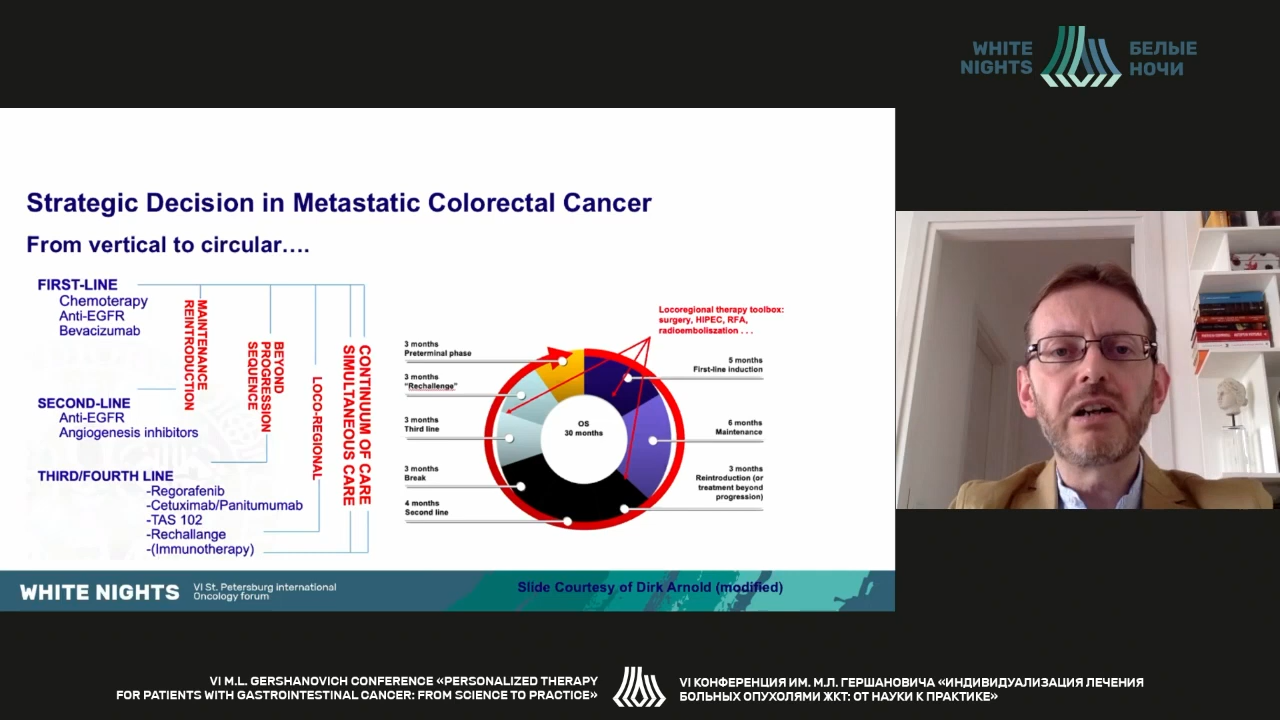 WHITE
NIGHTS
БЕЛЫЕ
НОЧИ
Strategic Decision in Metastatic Colorectal Cancer
From vertical to circular....
FIRST-LINE
Chemotherapy
Anti-EGFR
Bevacizumab
SECOND-LINE
Anti-EGFR
Angiogenesis inhibitors
THIRD/FOURTH LINE
-Regorafenib
-Cetuximab/Panitumumab
-TAS 102
-Rechallange
-(Immunotherapy)
MAINTENANCE
REINTRODUCTION
BEYOND
PROGRESSION
SEQUENCE
LOCO-REGIONAL
CONTINUUM OF CARE
SIMULTANEOUS CARE
3 months
Preterminal phase
3 months
"Rechallenge"
3 months
Third line
3 months
Break
4 months
Second line
OS
30 months
Locoregional therapy toolbox:
surgery, HIPEC, RFA,
radioemboliszation . . .
5 months
First-line induction
6 months
Maintenance
3 months
Reintroduction (or
treatment beyond
progression)
WHITE NIGHTS
VI St. Petersburg international
Oncology forum
Slide Courtesy of Dirk Arnold (modified)
VI M.L. GERSHANOVICH CONFERENCE «PERSONALIZED THERAPY
FOR PATIENTS WITH GASTROINTESTINAL CANCER: FROM SCIENCE TO PRACTICE»
VI КОНФЕРЕНЦИЯ ИМ. М.Л. ГЕРШАНОВИЧА «ИНДИВИДУАЛИЗАЦИЯ ЛЕЧЕНИЯ
БОЛЬНЫХ ОПУХОЛЯМИ ЖКТ: ОТ НАУКИ К ПРАКТИКЕ»